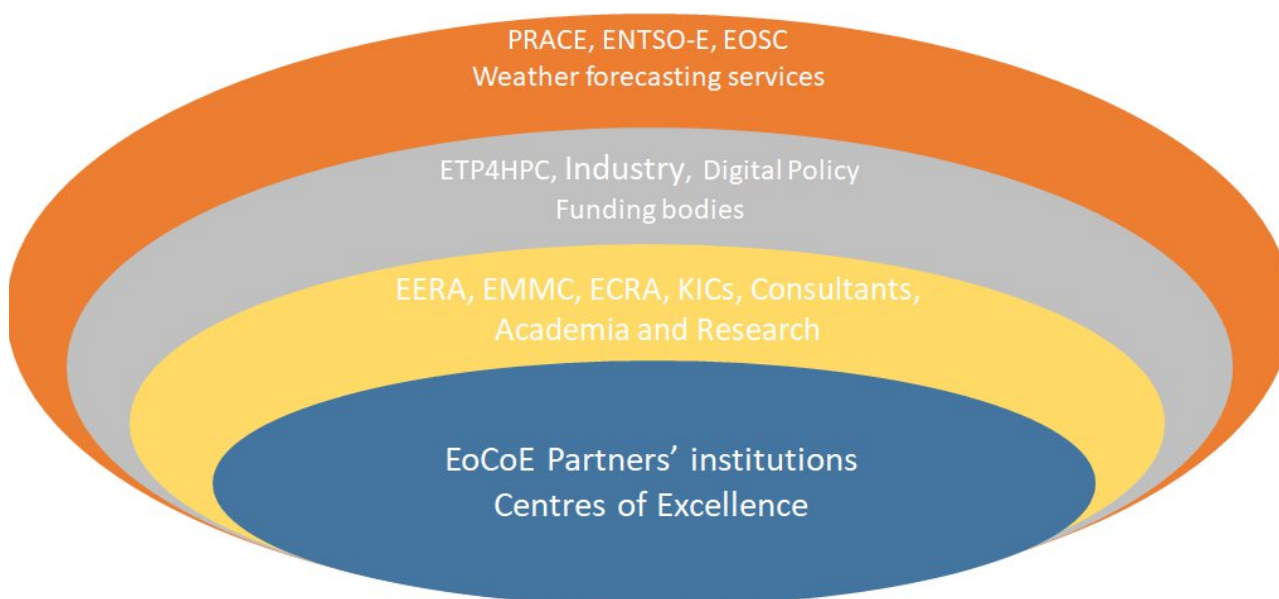 PRACE, ENTSO-E, EOSC
Weather forecasting services
ETP4HPC, Industry, Digital Policy
Funding bodies
EERA, EMMC, ECRA, KICs, Consultants,
Academia and Research
EoCoE Partners’ institutions
Centres of Excellence